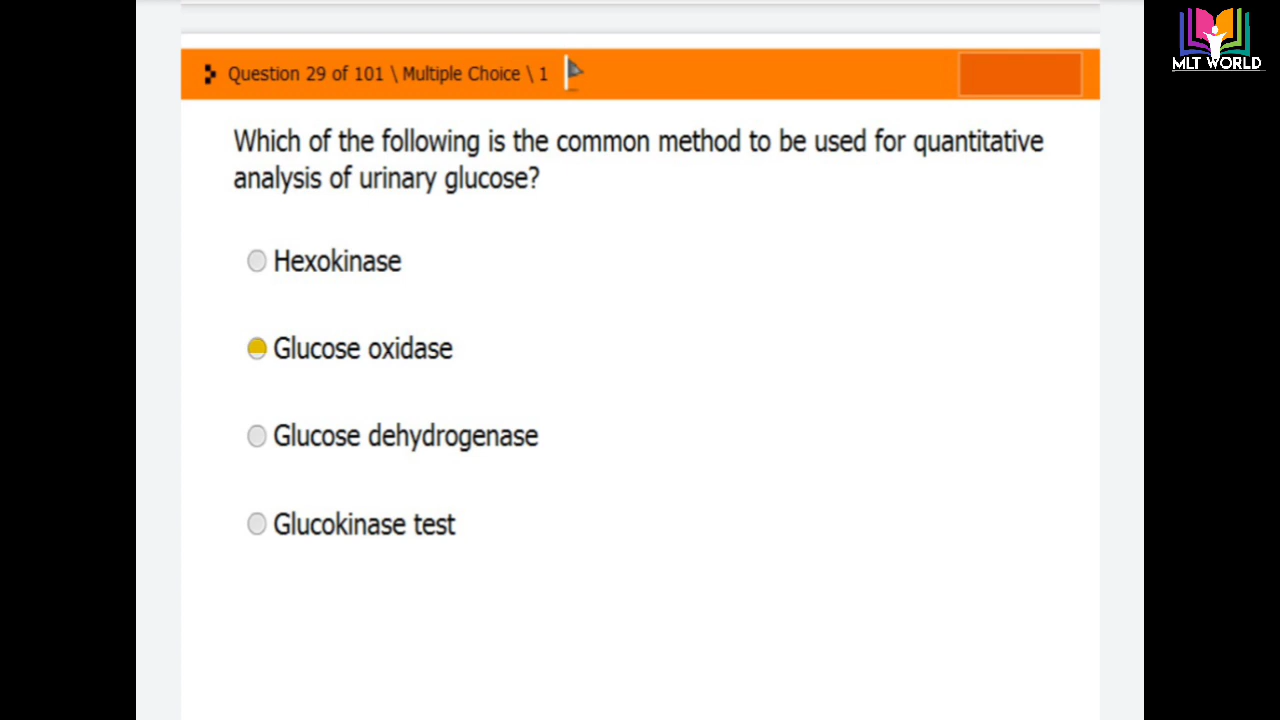 MLT WORLD
Question 29 of 101 \ Multiple Choice \ 1
Which of the following is the common method to be used for quantitative
analysis of urinary glucose?
Hexokinase
Glucose oxidase
Glucose dehydrogenase
Glucokinase test